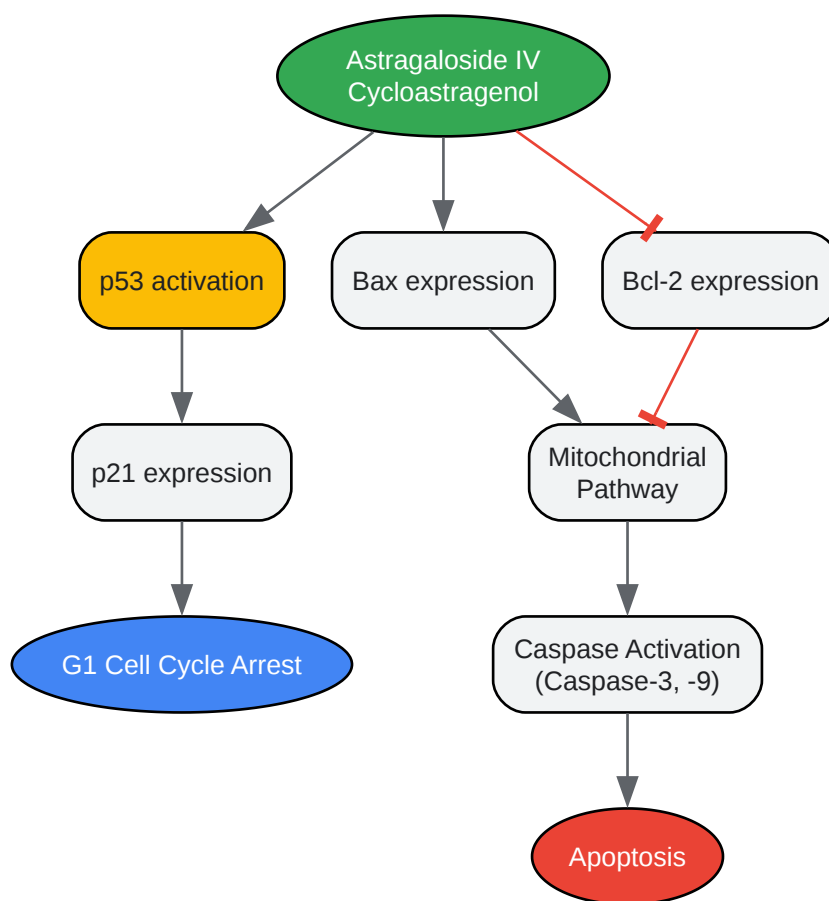 Astragaloside IV
Cycloastragenol
p53 activation
Bax expression
Bcl-2 expression
p21 expression
Mitochondrial
Pathway
G1 Cell Cycle Arrest
Caspase Activation
(Caspase-3, -9)
Apoptosis